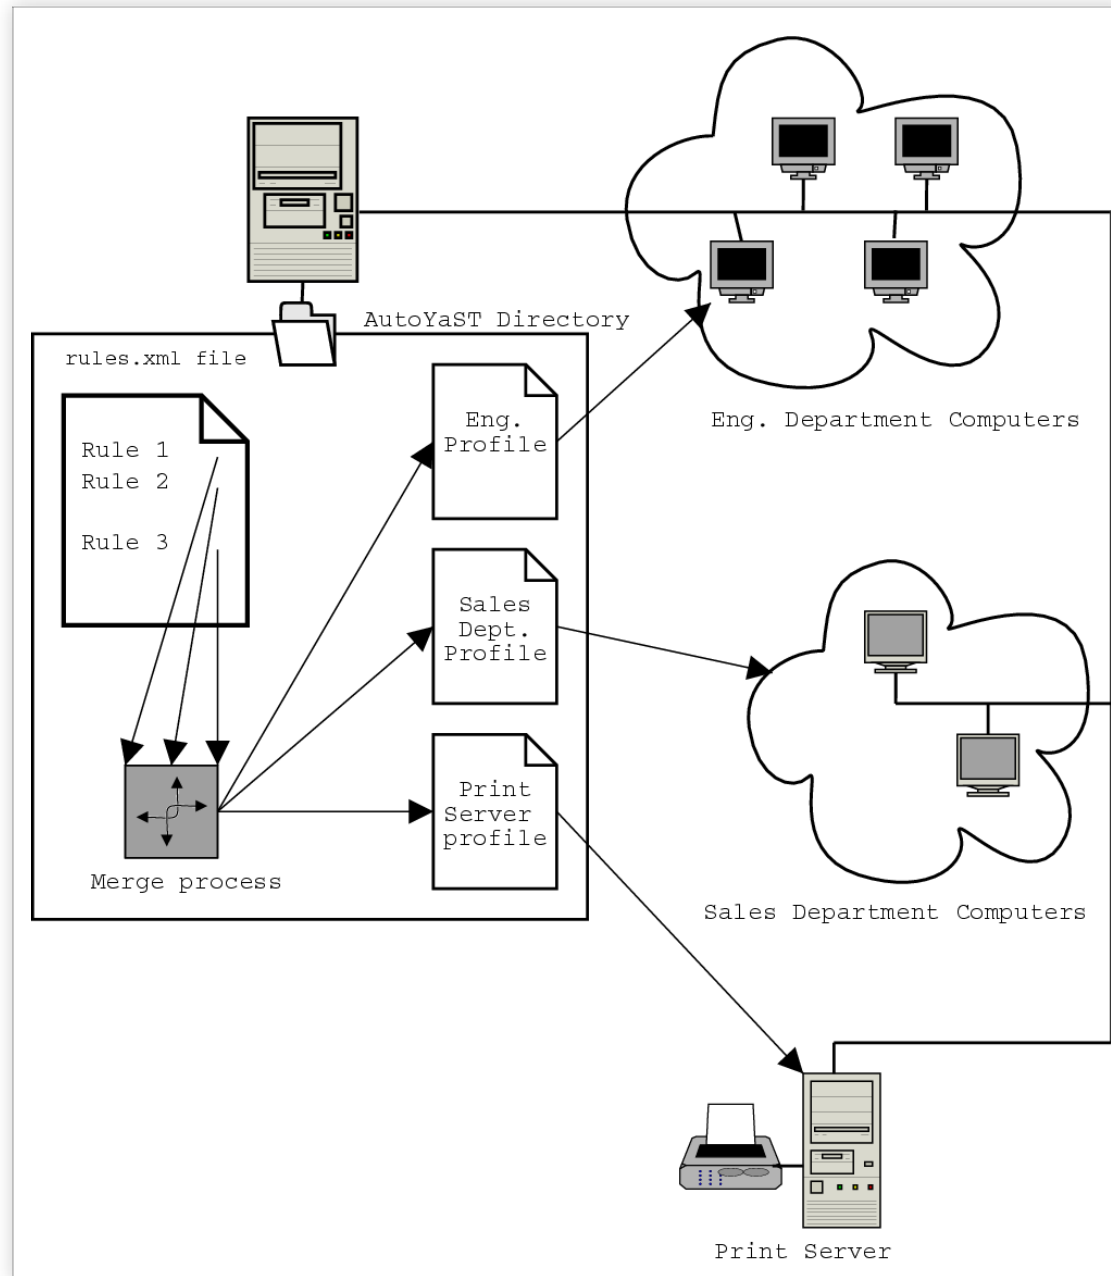 AutoYaST Directory
rules.xml file
Rule 1
Rule 2
Rule 3
Merge process
Eng.
Profile
Sales
Dept.
Profile
Print
Server
profile
Eng. Department Computers
Sales Department Computers
Print Server